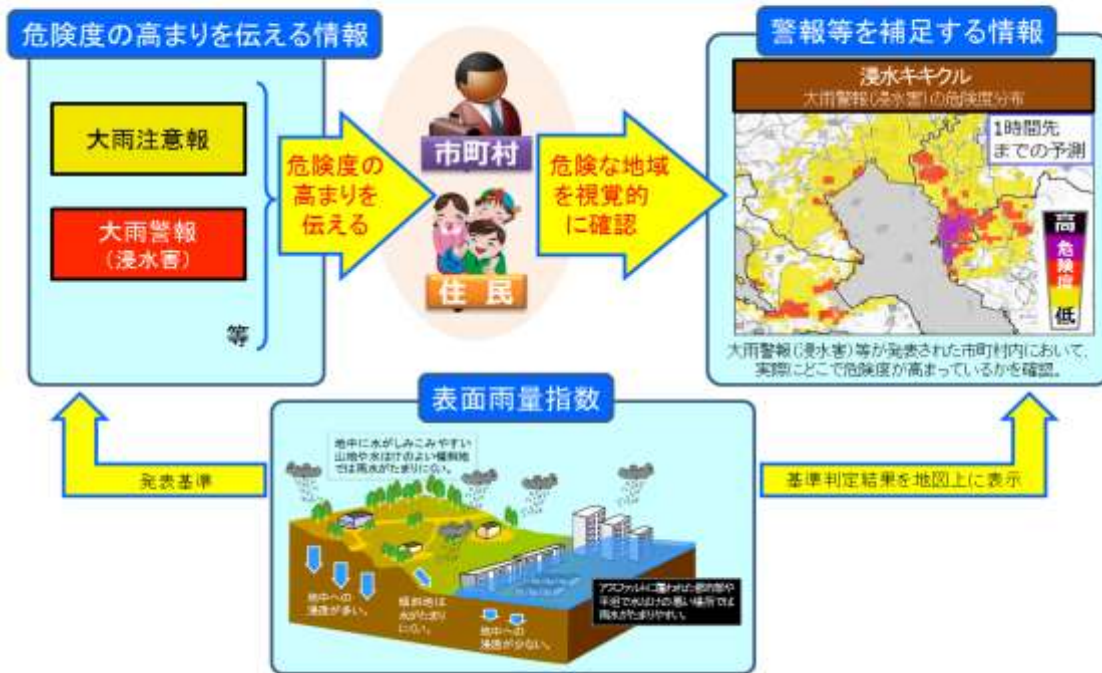 危険度の高まりを伝える情報
大雨注意報
大雨警報
（浸水害）
等
危険度の
高まりを
伝える
市町村
住 民
危険な地域
を視覚的
に確認
警報等を補足する情報
浸水キキクル
大雨警報（浸水害）の危険度分布
1時間先
までの予測
高
危険度
低
大雨警報（浸水害）等が発表された市町村内において、
実際にどこで危険度が高まっているかを確認。
発表基準
表面雨量指数
地中に水がしみこみやすい
山地や水はけのよい傾斜地
では雨水がたまりにくい。
地中への
浸透が多い。
傾斜地は
水がたまり
にくい。
地中への
浸透が少ない。
アスファルトに覆われた都市部や
平坦で水はけの悪い場所では
雨水がたまりやすい。
基準判定結果を地図上に表示